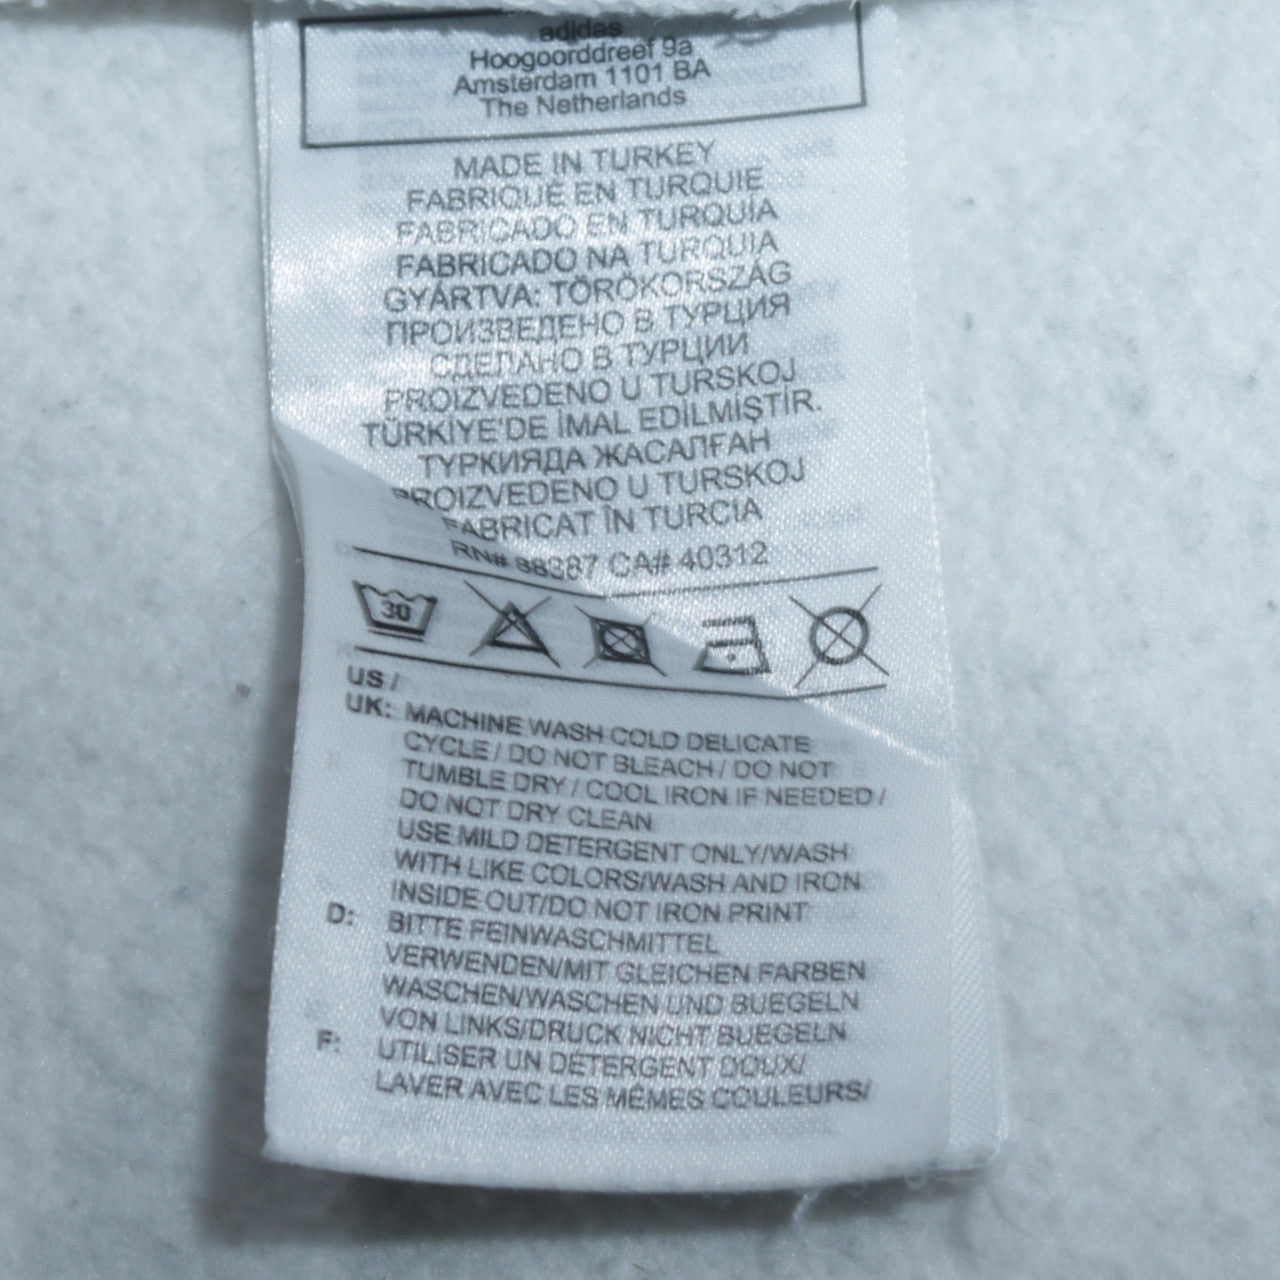 adidas
Hoogoorddreef 9a
Amsterdam 1101 BA
The Netherlands
MADE IN TURKEY
FABRIQUÉ EN TURQUIE
FABRICADO EN TURQUÍA
FABRICADO NA TURQUIA
GYÁRTVA: TÖRÖKORSZÁG
ПРОИЗВЕДЕНО В ТУРЦИЯ
СДЕЛАНО В ТУРЦИИ
PROIZVEDENO U TURSKOJ
TÜRKİYE'DE İMAL EDİLMİŞTİR.
ТУРКИЯДА ЖАСАЛҒАН
PROIZVEDENO U TURSKOJ
FABRICAT ÎN TURCIA
RN# 88387 CA# 40312
30
US /
UK: MACHINE WASH COLD DELICATE
CYCLE / DO NOT BLEACH / DO NOT
TUMBLE DRY / COOL IRON IF NEEDED /
DO NOT DRY CLEAN
USE MILD DETERGENT ONLY/WASH
WITH LIKE COLORS/WASH AND IRON
INSIDE OUT/DO NOT IRON PRINT
D: BITTE FEINWASCHMITTEL
VERWENDEN/MIT GLEICHEN FARBEN
WASCHEN/WASCHEN UND BUEGELN
VON LINKS/DRUCK NICHT BUEGELN
F: UTILISER UN DÉTERGENT DOUX/
LAVER AVEC LES MÊMES COULEURS/